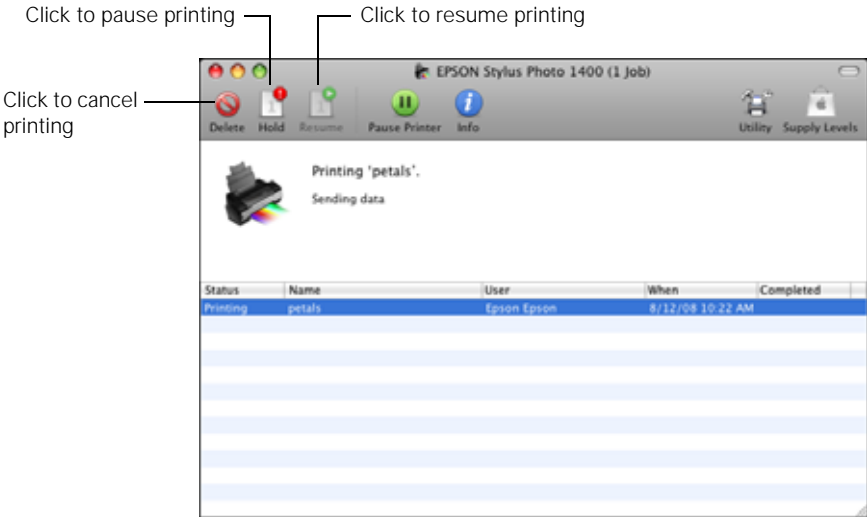 Click to pause printing
Click to resume printing
EPSON Stylus Photo 1400 (1 Job)
Click to cancel
printing
Delete Hold Resume Pause Printer Info Utility Supply Levels
Printing 'petals'.
Sending data
Status Name User When Completed
Printing petals Epson Epson 8/12/08 10:22 AM